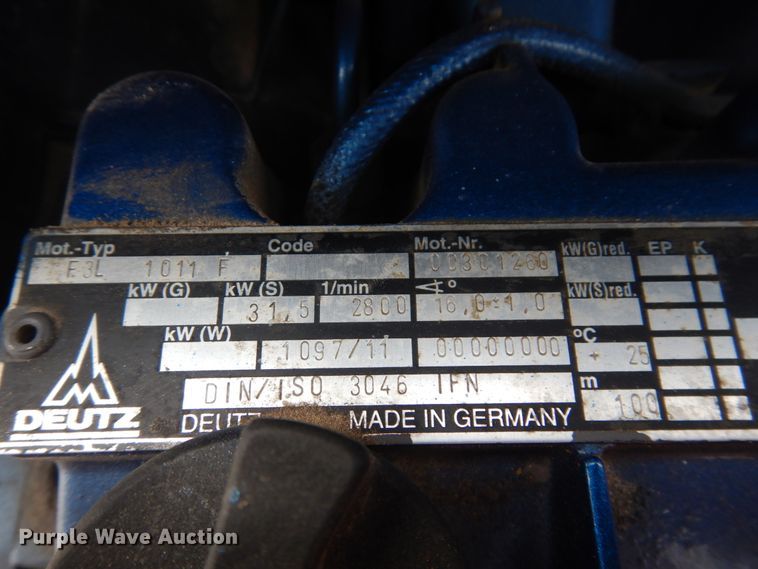 Mot.-Typ Code Mot.-Nr. kW(G)red. EP K
F3L 1011 F 00301260
kW (G) kW (S) 1/min ° kW(S)red.
31,5 2800 16,0±1,0
kW (W) °C
1097/11 00000000 + 25
DIN/ISO 3046 IFN m
100
DEUTZ DEUTZ MADE IN GERMANY
Purple Wave Auction